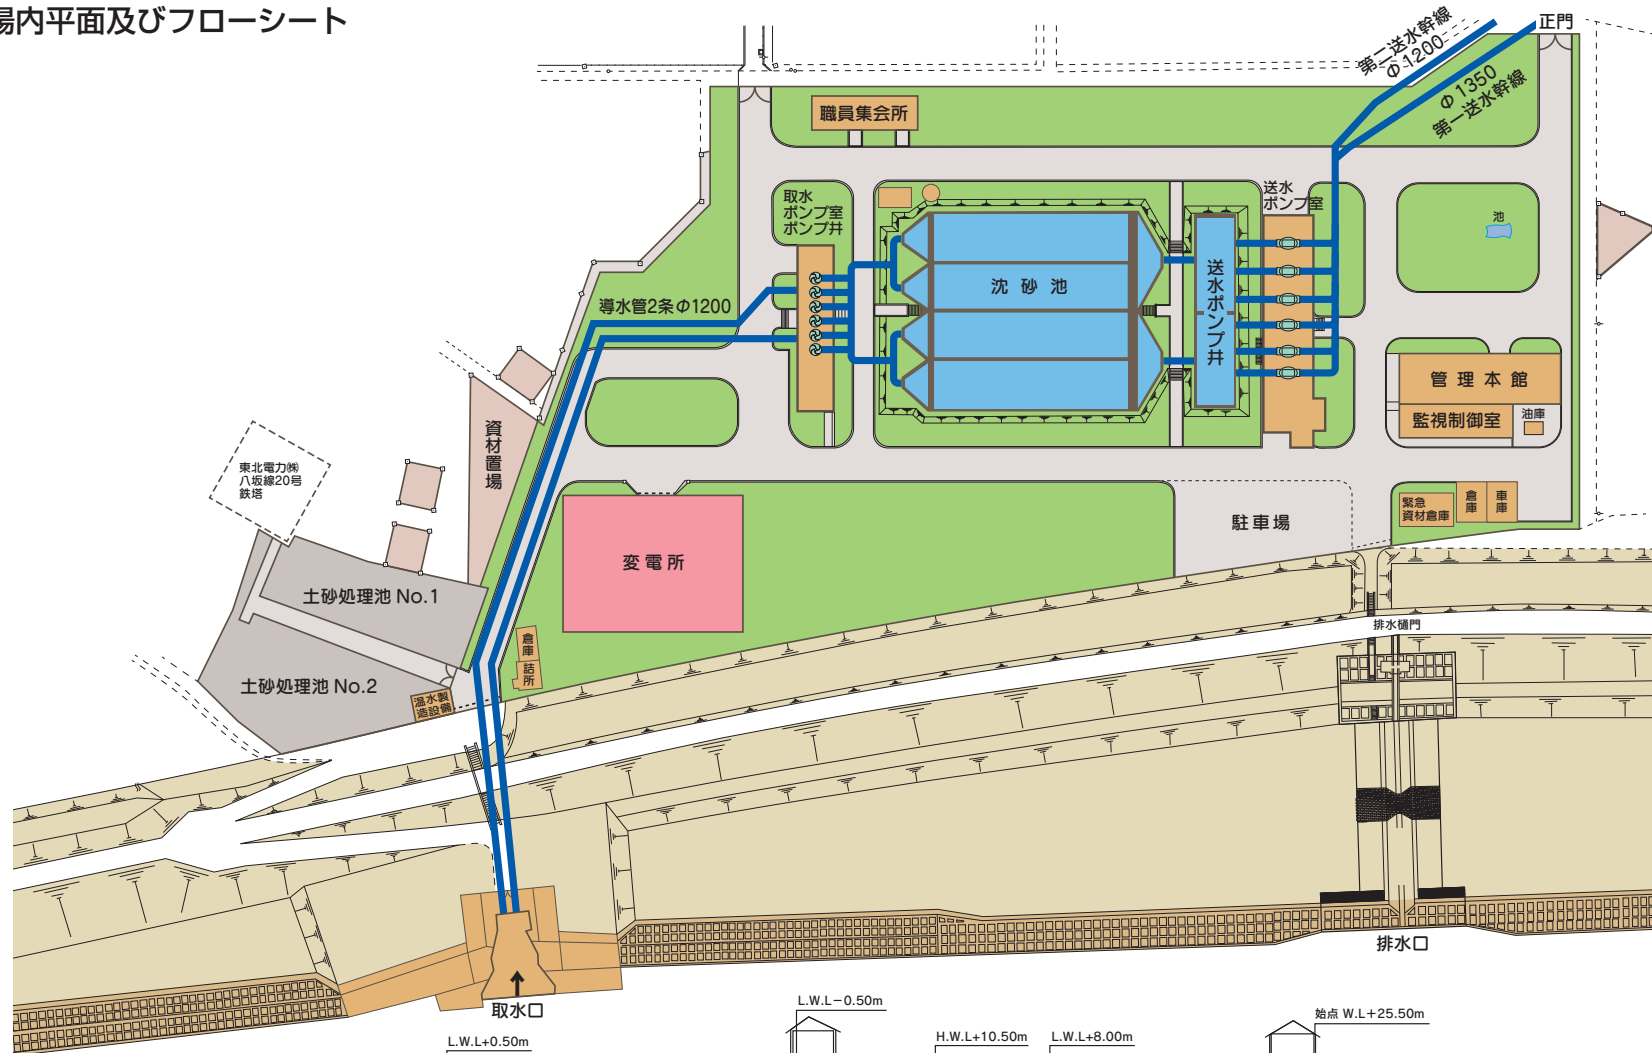 場内平面及びフローシート
正門
第二送水幹線
Φ1200
Φ1350
第一送水幹線
職員集会所
取水
ポンプ室
ポンプ井
送水
ポンプ室
池
沈砂池
送水ポンプ井
導水管2条Φ1200
管理本館
監視制御室
油庫
資材置場
東北電力㈱
八坂線20号
鉄塔
緊急
資材倉庫
倉庫
車庫
駐車場
変電所
土砂処理池 No.1
土砂処理池 No.2
温水製
造設備
倉庫
詰所
排水樋門
排水口
取水口
L.W.L−0.50m
L.W.L+0.50m
H.W.L+10.50m
L.W.L+8.00m
始点 W.L+25.50m